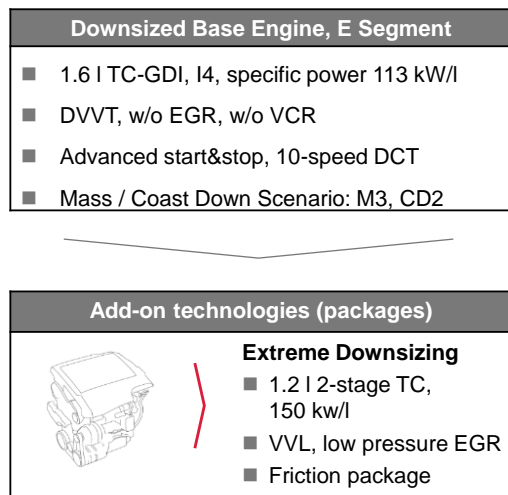 Downsized Base Engine, E Segment
1.6 l TC-GDI, I4, specific power 113 kW/l
DVVT, w/o EGR, w/o VCR
Advanced start&stop, 10-speed DCT
Mass / Coast Down Scenario: M3, CD2
Add-on technologies (packages)
Extreme Downsizing
1.2 l 2-stage TC,
150 kw/l
VVL, low pressure EGR
Friction package